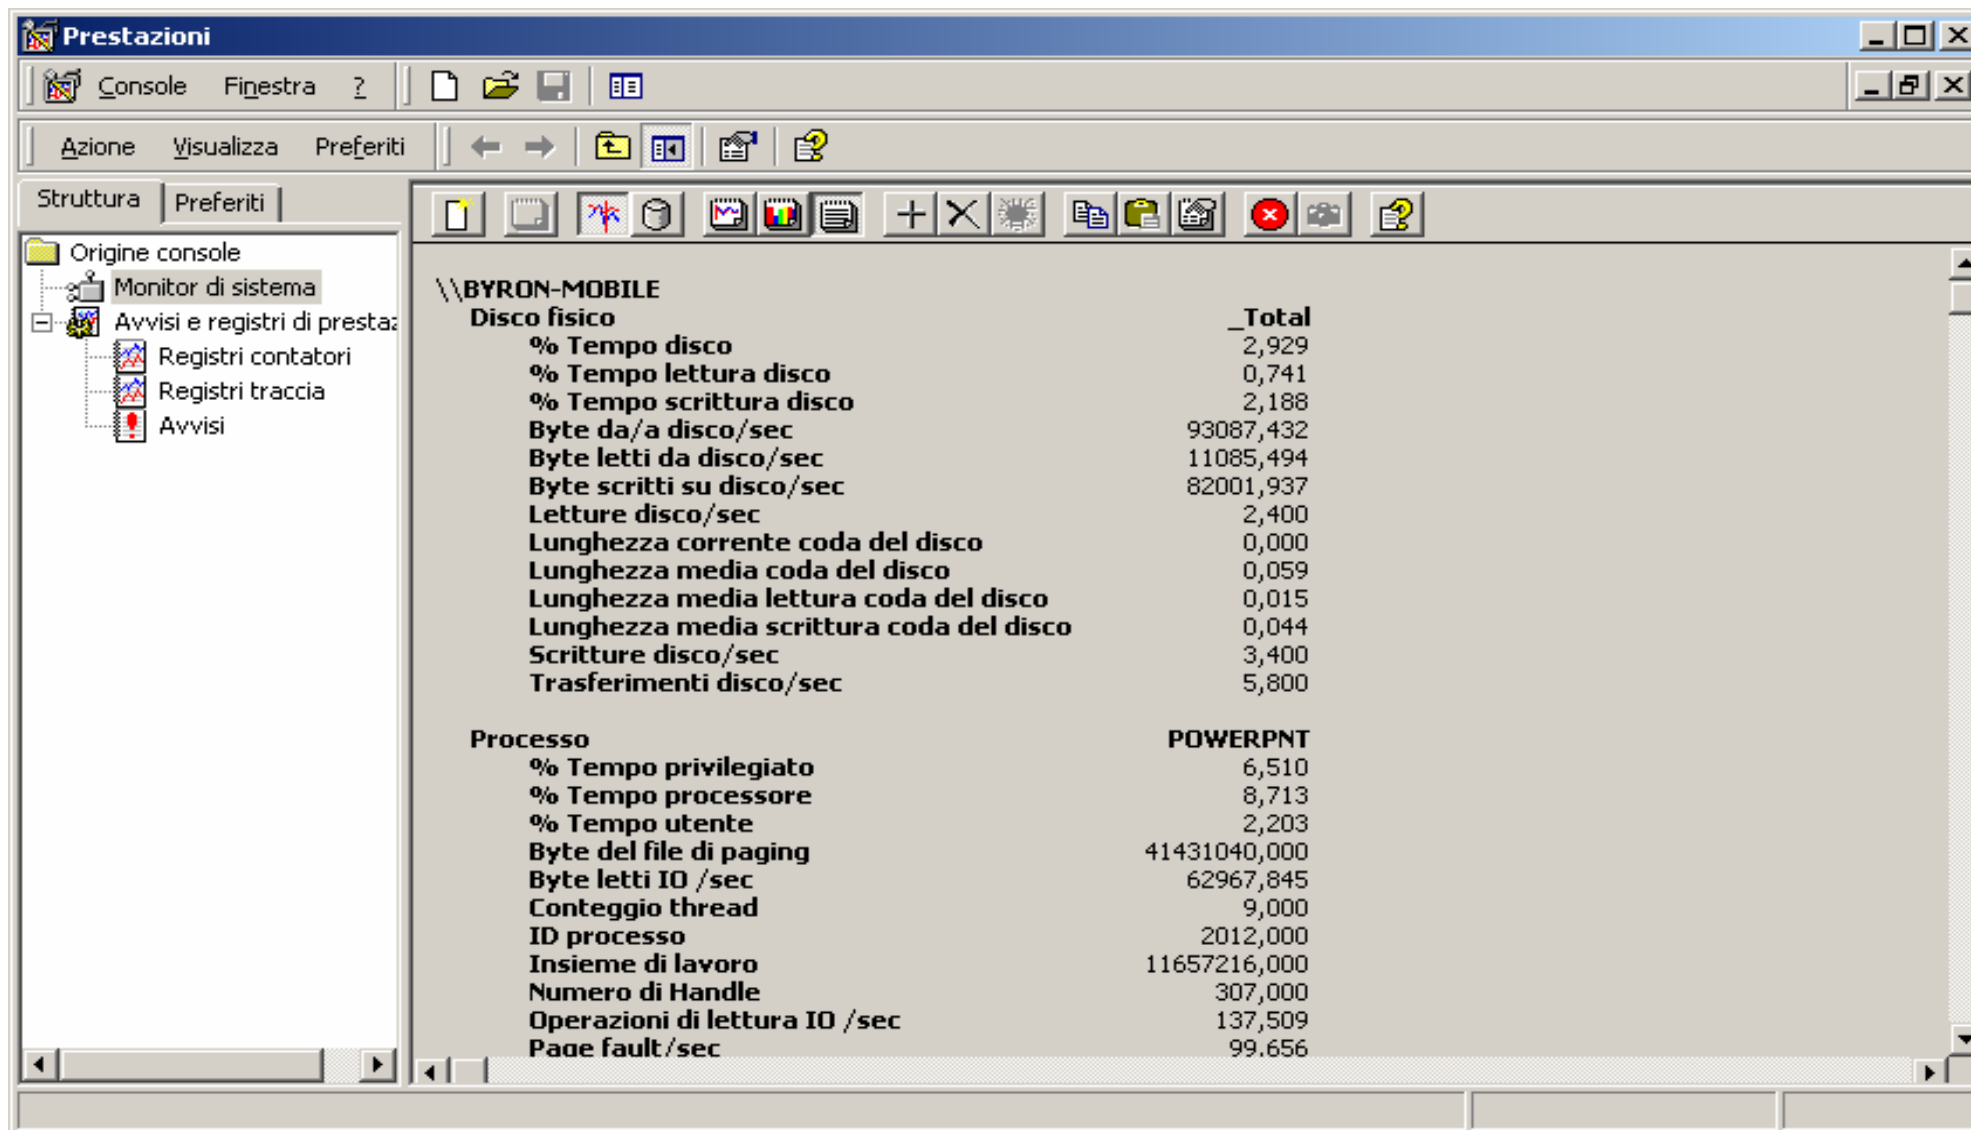 Prestazioni
Console Finestra ?
Azione Visualizza Preferiti
Struttura Preferiti
Origine console
Monitor di sistema
Avvisi e registri di prestaz
Registri contatori
Registri traccia
Avvisi
\\BYRON-MOBILE
Disco fisico _Total
% Tempo disco 2,929
% Tempo lettura disco 0,741
% Tempo scrittura disco 2,188
Byte da/a disco/sec 93087,432
Byte letti da disco/sec 11085,494
Byte scritti su disco/sec 82001,937
Letture disco/sec 2,400
Lunghezza corrente coda del disco 0,000
Lunghezza media coda del disco 0,059
Lunghezza media lettura coda del disco 0,015
Lunghezza media scrittura coda del disco 0,044
Scritture disco/sec 3,400
Trasferimenti disco/sec 5,800
Processo POWERPNT
% Tempo privilegiato 6,510
% Tempo processore 8,713
% Tempo utente 2,203
Byte del file di paging 41431040,000
Byte letti IO /sec 62967,845
Conteggio thread 9,000
ID processo 2012,000
Insieme di lavoro 11657216,000
Numero di Handle 307,000
Operazioni di lettura IO /sec 137,509
Page fault/sec 99,656